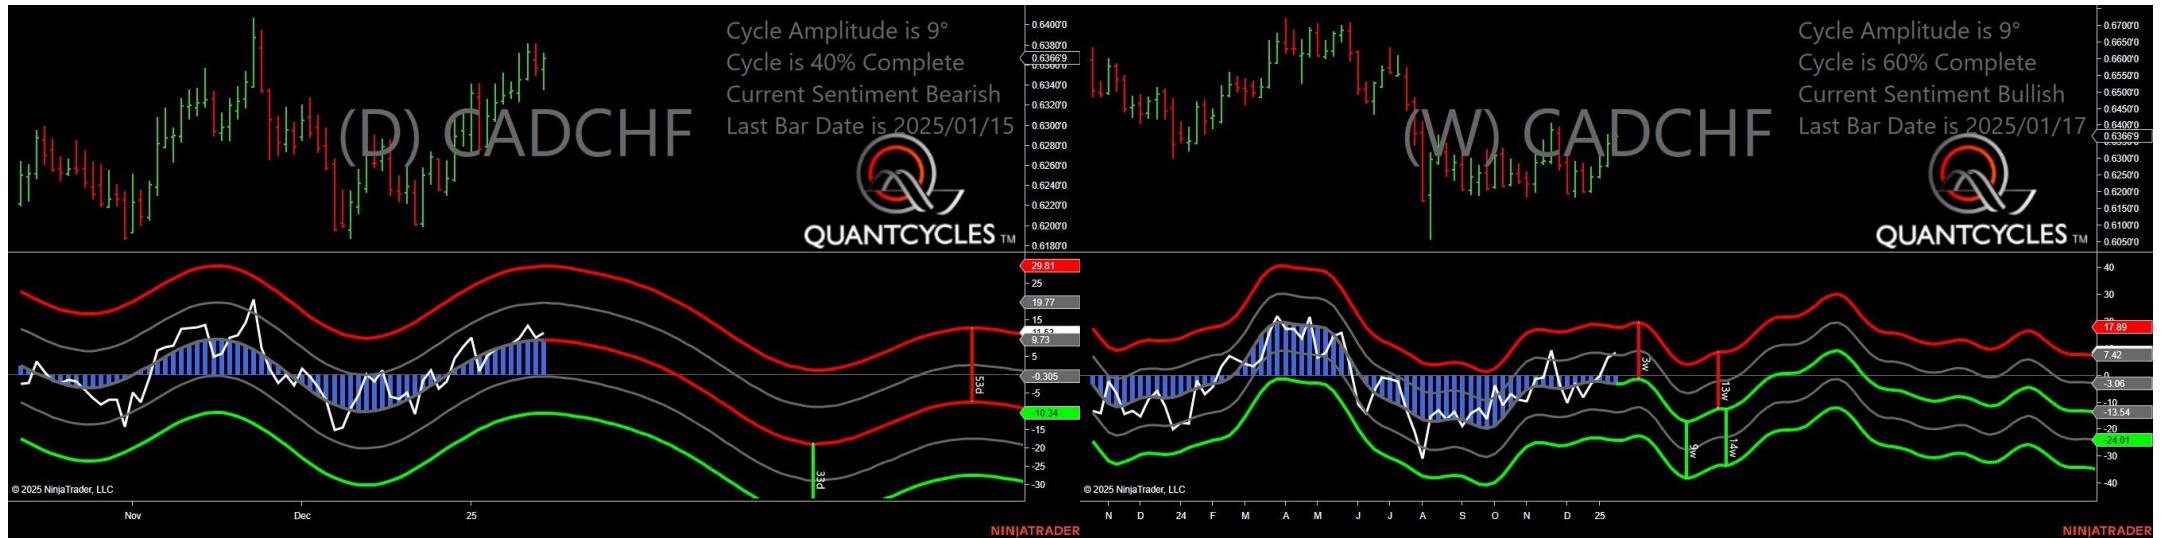 Cycle Amplitude is 9°
Cycle is 40% Complete
Current Sentiment Bearish
Last Bar Date is 2025/01/15
(D) CADCHF
QUANTCYCLES TM
0.6400'0
0.6380'0
0.6366'9
0.6340'0
0.6320'0
0.6300'0
0.6280'0
0.6260'0
0.6240'0
0.6220'0
0.6200'0
0.6180'0
29.81
25
19.77
15
11.53
9.73
5
-0.305
-5
-10.34
-15
-20
-25
-30
53d
33d
© 2025 NinjaTrader, LLC
Nov
Dec
25
NINJATRADER
Cycle Amplitude is 9°
Cycle is 60% Complete
Current Sentiment Bullish
Last Bar Date is 2025/01/17
(W) CADCHF
QUANTCYCLES TM
0.6700'0
0.6650'0
0.6600'0
0.6550'0
0.6500'0
0.6450'0
0.6400'0
0.6366'9
0.6300'0
0.6250'0
0.6200'0
0.6150'0
0.6100'0
0.6050'0
40
30
17.89
7.42
0
-3.06
-10
-13.54
-20
-24.01
-30
-40
3w
13w
9w
14w
© 2025 NinjaTrader, LLC
N
D
24
F
M
A
M
J
J
A
S
O
N
D
25
NINJATRADER